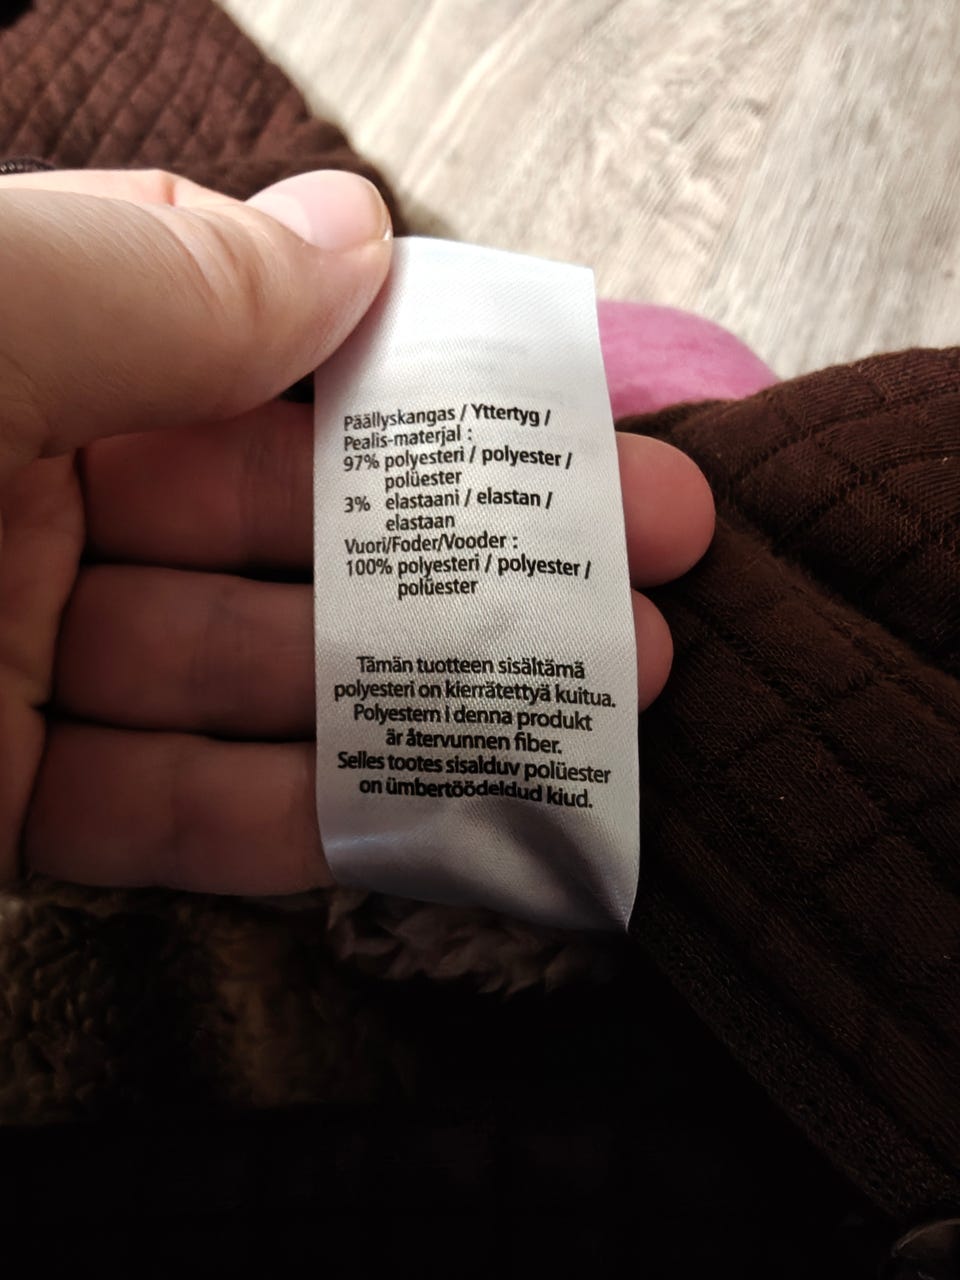 Päällyskangas / Yttertyg /
Pealis-materjal :
97% polyesteri / polyester /
polüester
3% elastaani / elastan /
elastaan
Vuori/Foder/Vooder :
100% polyesteri / polyester /
polüester
Tämän tuotteen sisältämä
polyesteri on kierrätettyä kuitua.
Polyestern i denna produkt
är återvunnen fiber.
Selles tootes sisalduv polüester
on ümbertöödeldud kiud.